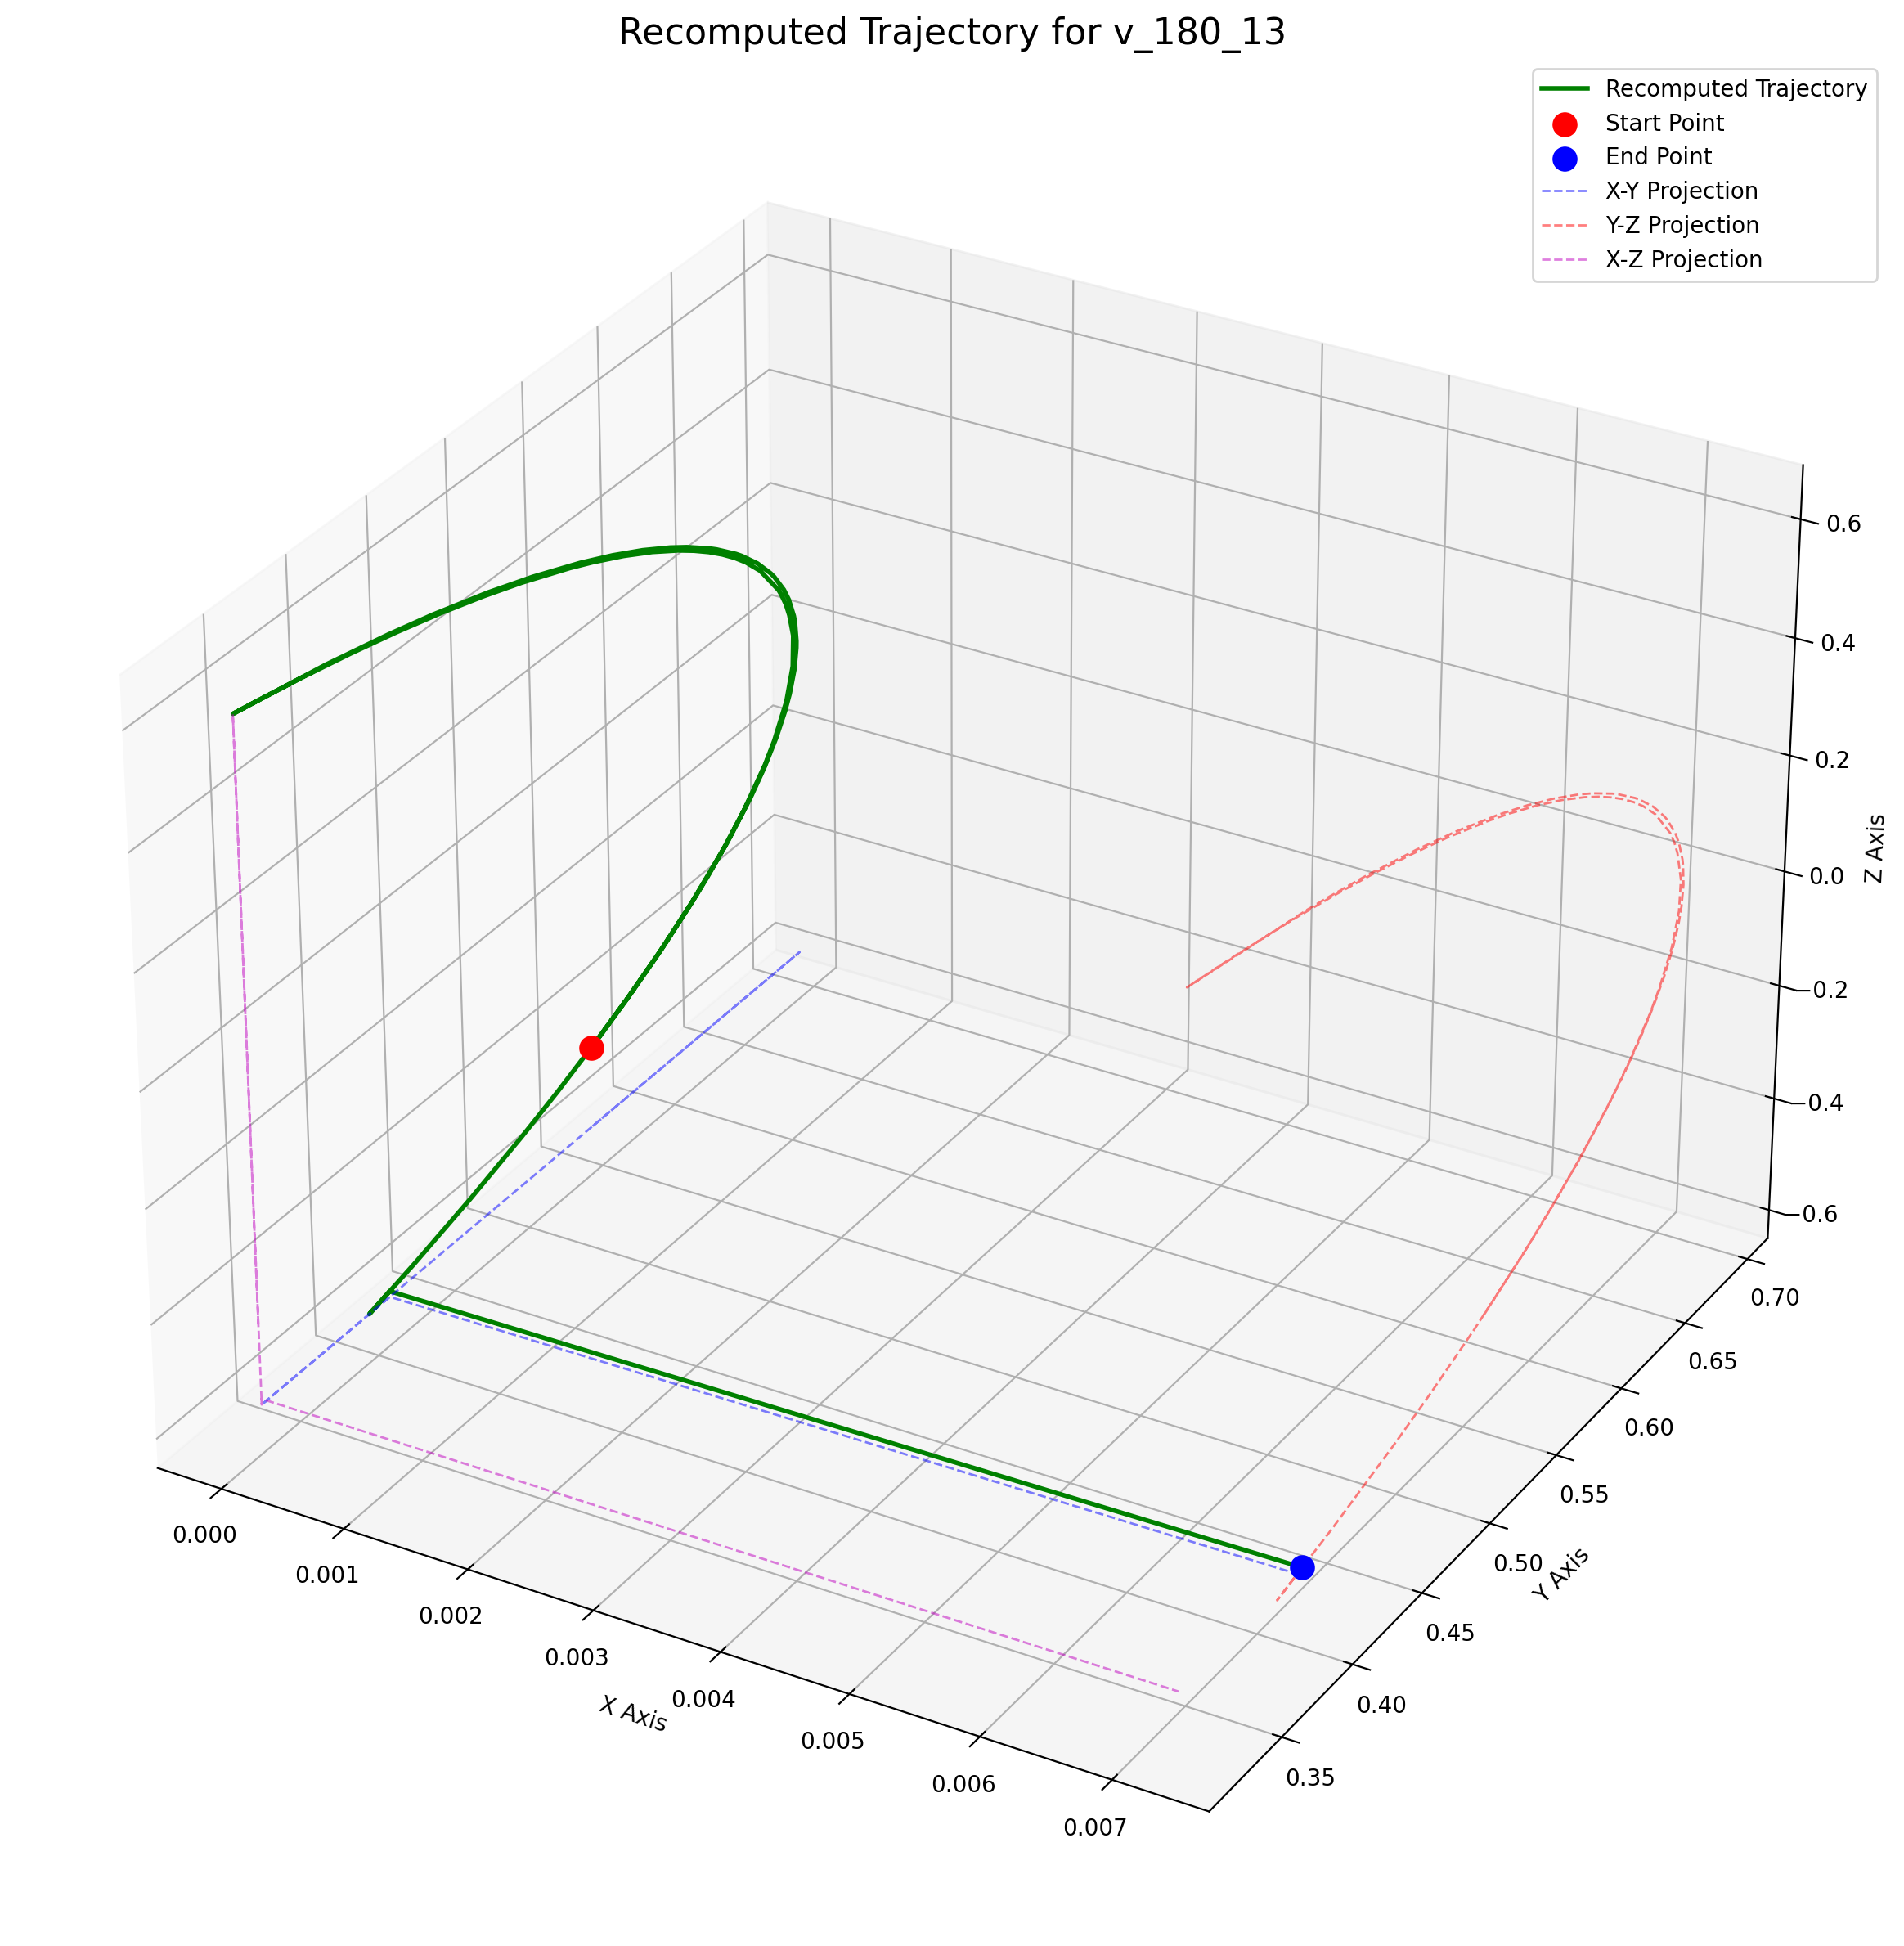 Recomputed Trajectory for v_180_13
Recomputed Trajectory
Start Point
End Point
X-Y Projection
Y-Z Projection
X-Z Projection
0.6
0.4
0.2
0.0
−0.2
−0.4
−0.6
Z Axis
0.70
0.65
0.60
0.55
0.50
0.45
0.40
0.35
Y Axis
0.000
0.001
0.002
0.003
0.004
0.005
0.006
0.007
X Axis